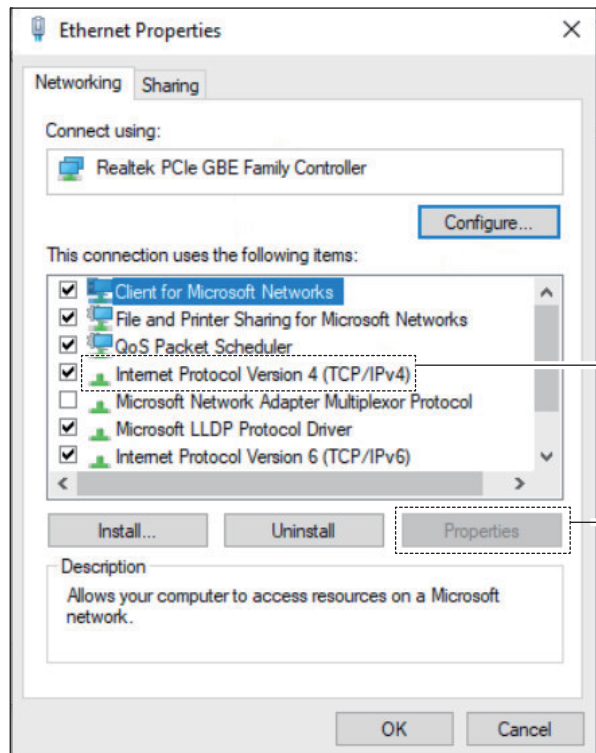 Ethernet Properties
Networking
Sharing
Connect using:
Realtek PCIe GBE Family Controller
Configure...
This connection uses the following items:
Client for Microsoft Networks
File and Printer Sharing for Microsoft Networks
QoS Packet Scheduler
Internet Protocol Version 4 (TCP/IPv4)
Microsoft Network Adapter Multiplexor Protocol
Microsoft LLDP Protocol Driver
Internet Protocol Version 6 (TCP/IPv6)
Install...
Uninstall
Properties
Description
Allows your computer to access resources on a Microsoft
network.
OK
Cancel